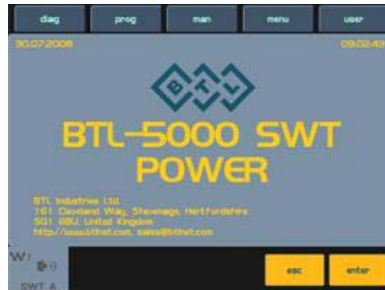 diag prog man menu user
30.07.2008 09:02:43
BTL
BTL-5000 SWT
POWER
BTL Industries Ltd.
161 Cleveland Way, Stevenage, Hertfordshire
SG1 6BU, United Kingdom
http://www.btlnet.com, sales@btlnet.com
W1
SWT A
esc enter